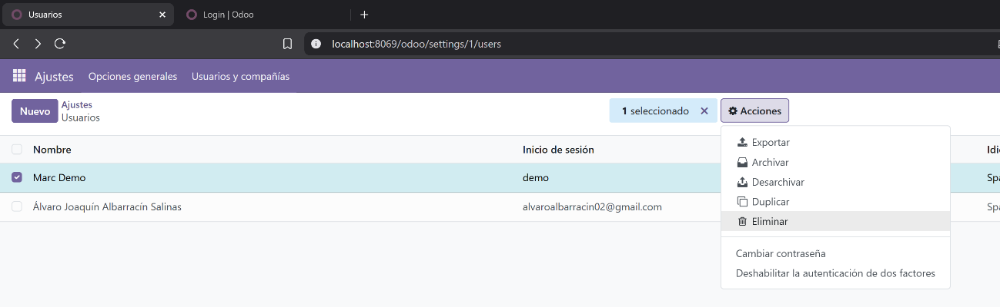 Usuarios
Login | Odoo
localhost:8069/odoo/settings/1/users
Ajustes Opciones generales Usuarios y compañías
Nuevo
Ajustes
Usuarios
1 seleccionado
Acciones
Nombre Inicio de sesión Idi
Marc Demo demo Spa
Álvaro Joaquín Albarracín Salinas alvaroalbarracin02@gmail.com Spa
Exportar
Archivar
Desarchivar
Duplicar
Eliminar
Cambiar contraseña
Deshabilitar la autenticación de dos factores